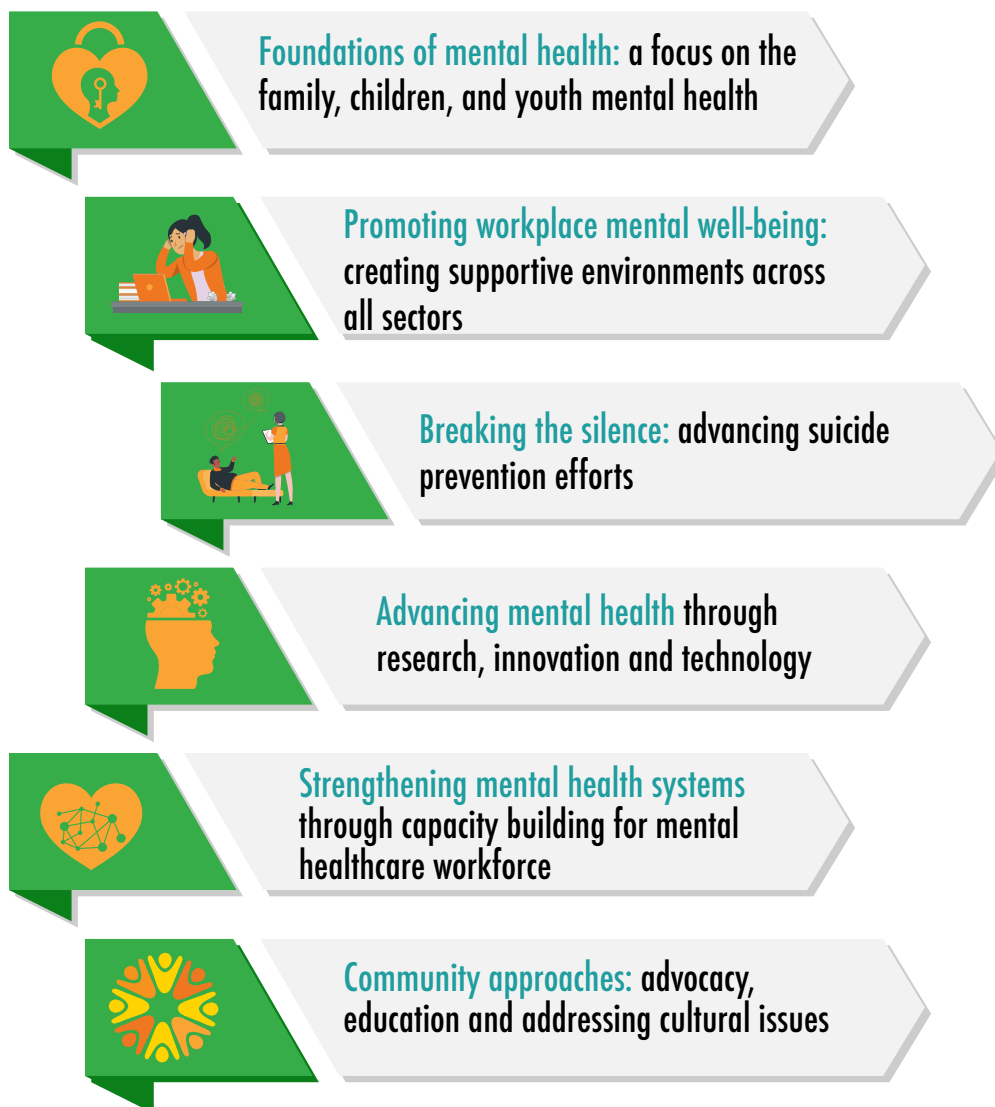 Foundations of mental health: a focus on the
family, children, and youth mental health
Promoting workplace mental well-being:
creating supportive environments across
all sectors
Breaking the silence: advancing suicide
prevention efforts
Advancing mental health through
research, innovation and technology
Strengthening mental health systems
through capacity building for mental
healthcare workforce
Community approaches: advocacy,
education and addressing cultural issues